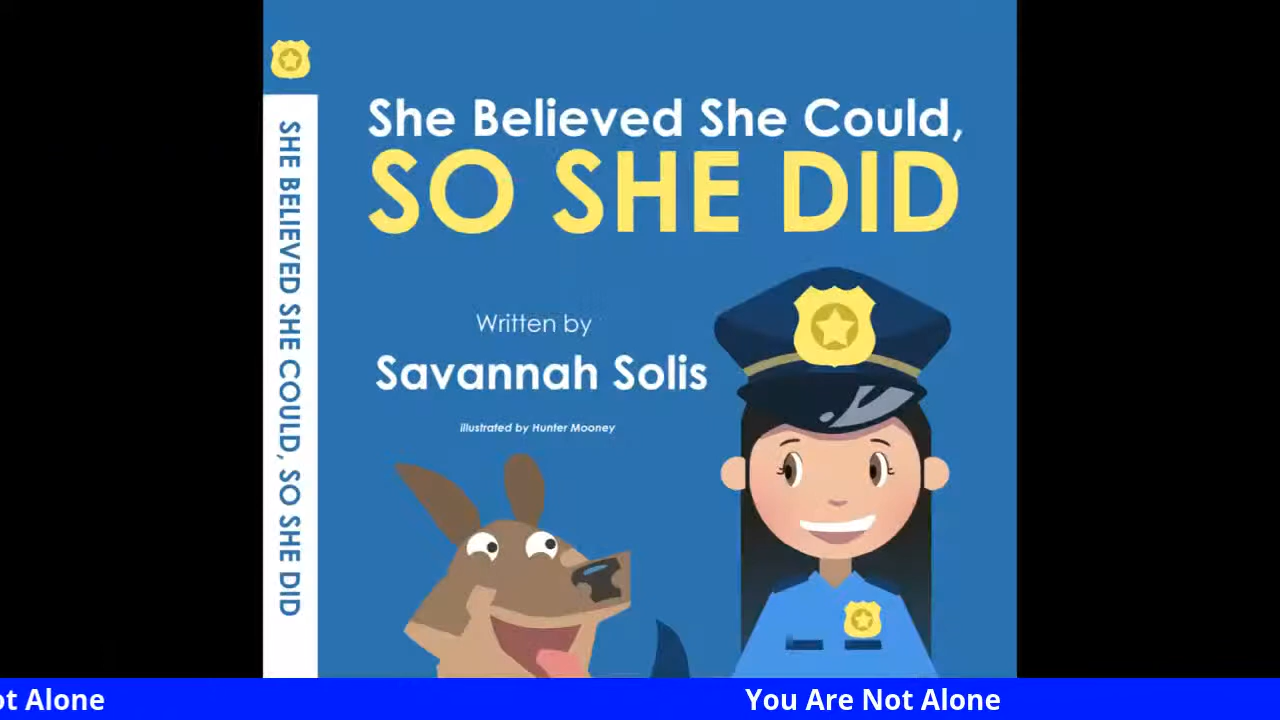 SHE BELIEVED SHE COULD, SO SHE DID
She Believed She Could,
SO SHE DID
Written by
Savannah Solis
illustrated by Hunter Mooney
ot Alone
You Are Not Alone